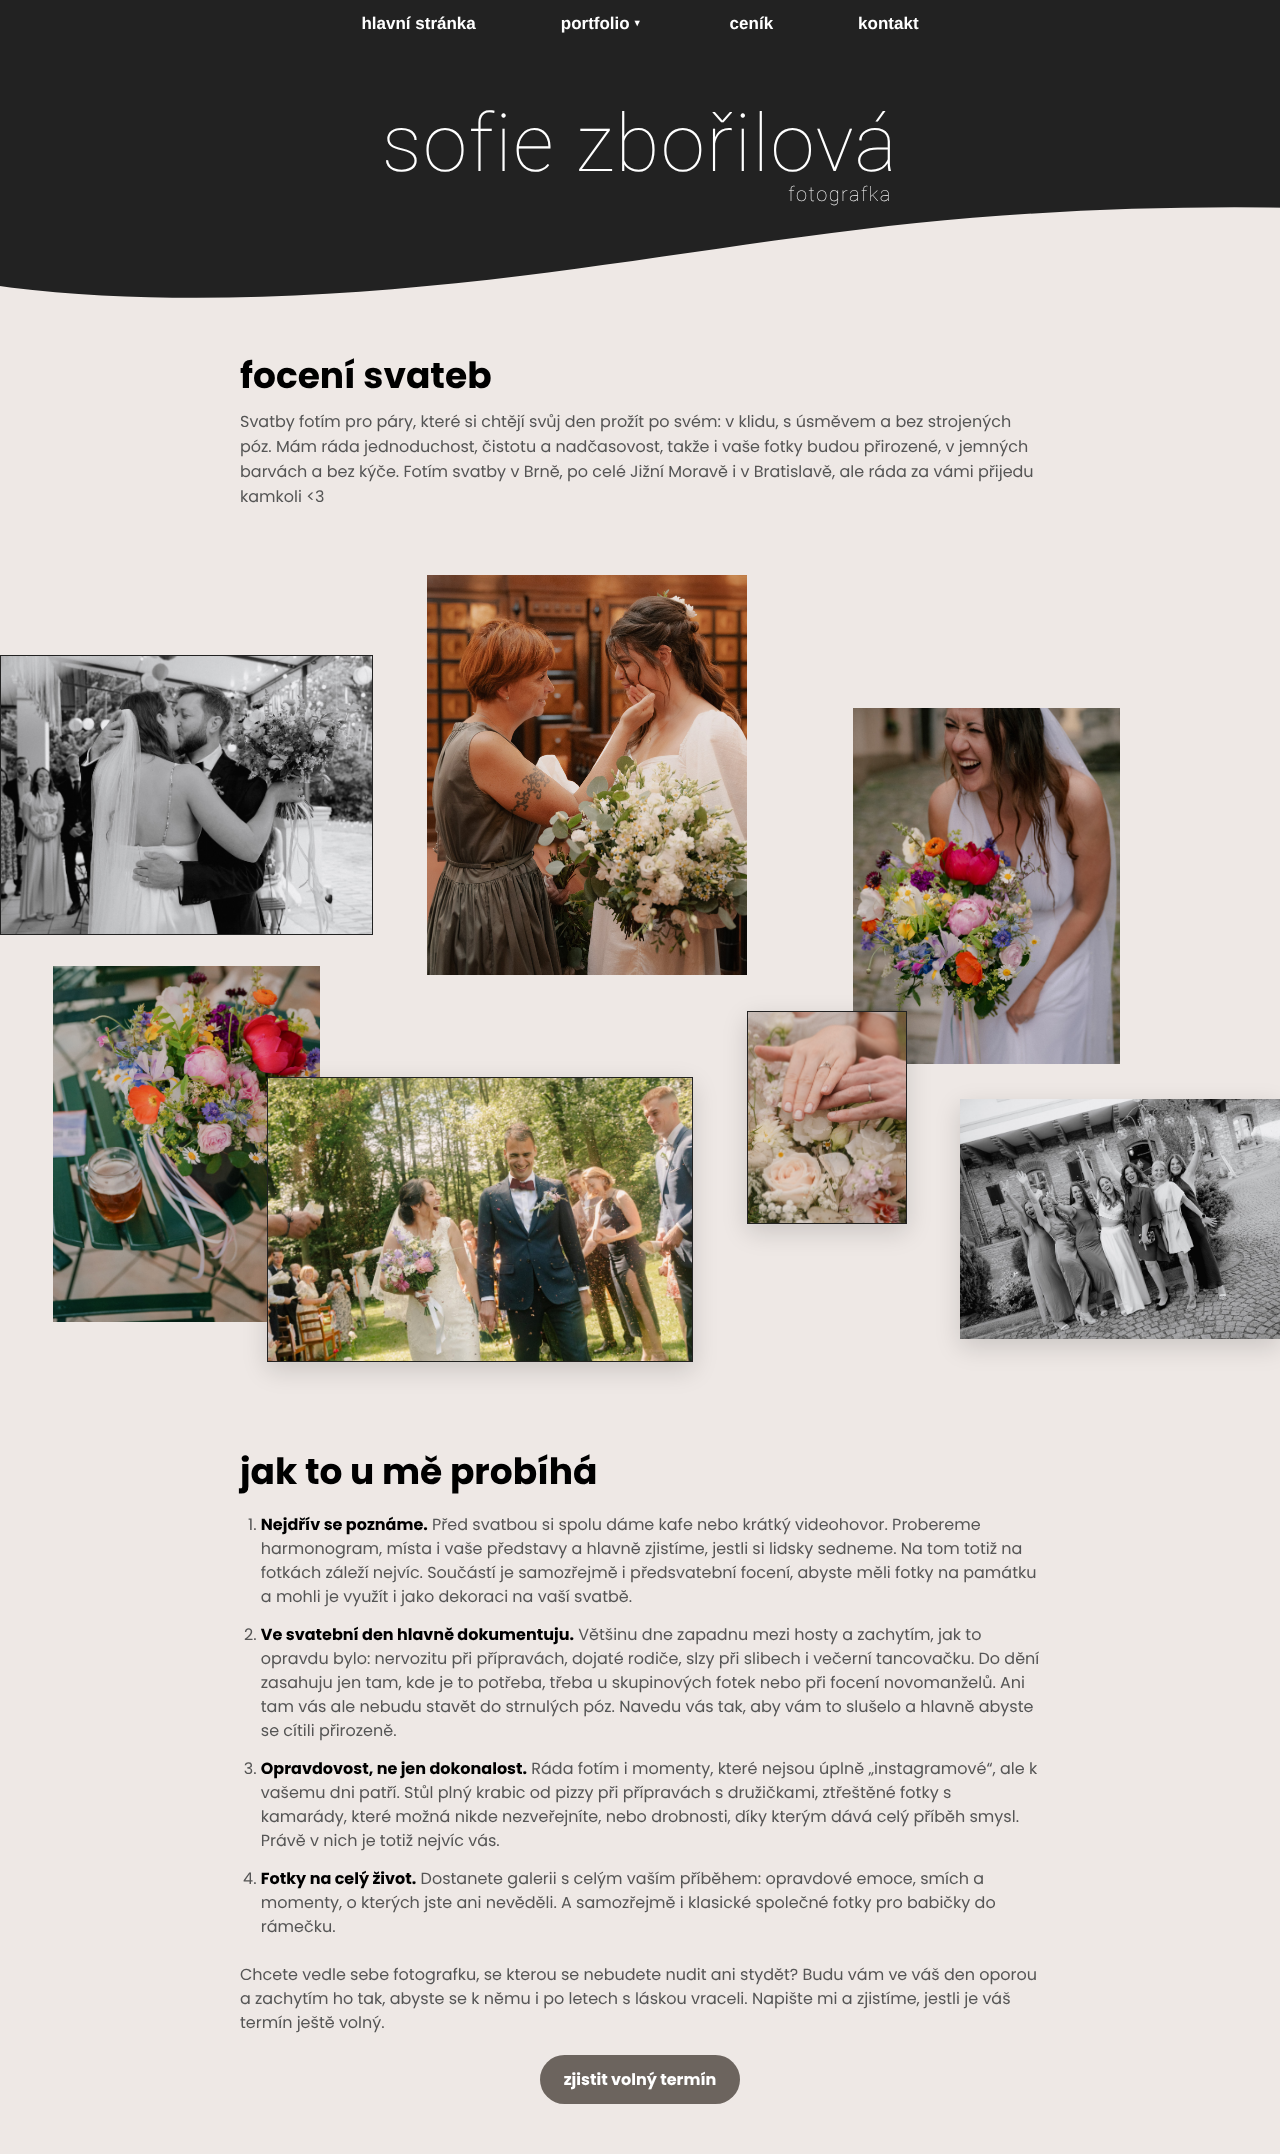 hlavní stránka portfolio ▾ ceník kontakt
sofie zbořilová
fotografka
focení svateb
Svatby fotím pro páry, které si chtějí svůj den prožít po svém: v klidu, s úsměvem a bez strojených
póz. Mám ráda jednoduchost, čistotu a nadčasovost, takže i vaše fotky budou přirozené, v jemných
barvách a bez kýče. Fotím svatby v Brně, po celé Jižní Moravě i v Bratislavě, ale ráda za vámi přijedu
kamkoli <3
jak to u mě probíhá
1. Nejdřív se poznáme. Před svatbou si spolu dáme kafe nebo krátký videohovor. Probereme
harmonogram, místa i vaše představy a hlavně zjistíme, jestli si lidsky sedneme. Na tom totiž na
fotkách záleží nejvíc. Součástí je samozřejmě i předsvatební focení, abyste měli fotky na památku
a mohli je využít i jako dekoraci na vaší svatbě.
2. Ve svatební den hlavně dokumentuju. Většinu dne zapadnu mezi hosty a zachytím, jak to
opravdu bylo: nervozitu při přípravách, dojaté rodiče, slzy při slibech i večerní tancovačku. Do dění
zasahuju jen tam, kde je to potřeba, třeba u skupinových fotek nebo při focení novomanželů. Ani
tam vás ale nebudu stavět do strnulých póz. Navedu vás tak, aby vám to slušelo a hlavně abyste
se cítili přirozeně.
3. Opravdovost, ne jen dokonalost. Ráda fotím i momenty, které nejsou úplně „instagramové“, ale k
vašemu dni patří. Stůl plný krabic od pizzy při přípravách s družičkami, ztřeštěné fotky s
kamarády, které možná nikde nezveřejníte, nebo drobnosti, díky kterým dává celý příběh smysl.
Právě v nich je totiž nejvíc vás.
4. Fotky na celý život. Dostanete galerii s celým vaším příběhem: opravdové emoce, smích a
momenty, o kterých jste ani nevěděli. A samozřejmě i klasické společné fotky pro babičky do
rámečku.
Chcete vedle sebe fotografku, se kterou se nebudete nudit ani stydět? Budu vám ve váš den oporou
a zachytím ho tak, abyste se k němu i po letech s láskou vraceli. Napište mi a zjistíme, jestli je váš
termín ještě volný.
zjistit volný termín